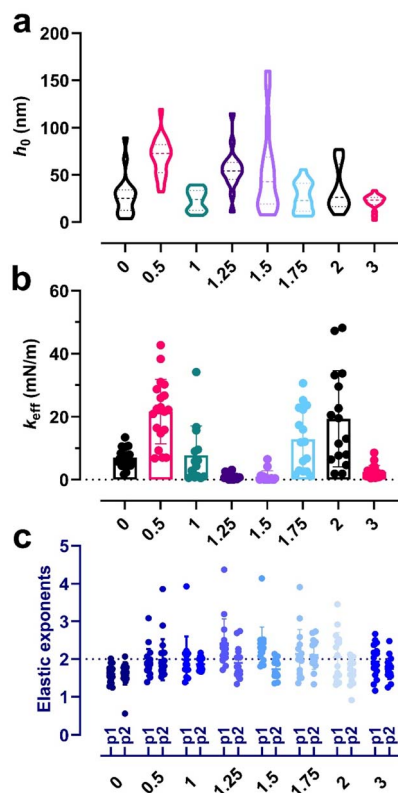 a
200
150
100
50
0
h₀ (nm)
0 0.5 1 1.25 1.5 1.75 2 3
b
60
40
20
0
kₑff (mN/m)
0 0.5 1 1.25 1.5 1.75 2 3
c
5
4
3
2
1
0
Elastic exponents
p1 p2 p1 p2 p1 p2 p1 p2 p1 p2 p1 p2 p1 p2 p1 p2
0 0.5 1 1.25 1.5 1.75 2 3